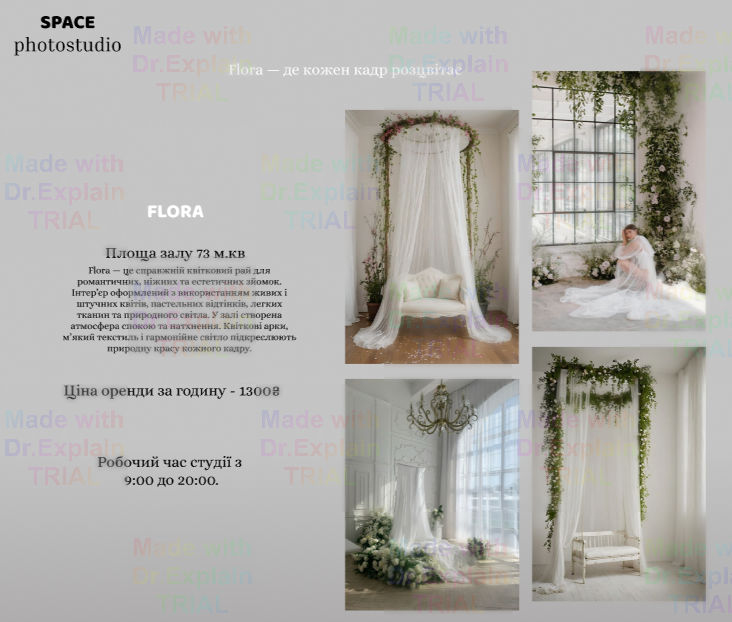 SPACE
photostudio
Made with
Dr.Explain
TRIAL
Made with
Dr.Explain
TRIAL
Made with
Dr.Explain
TRIAL
Flora — де кожен кадр розцвітає
Made with
Dr.Explain
TRIAL
Made with
Dr.Explain
TRIAL
FLORA
Площа залу 73 м.кв
Flora — це справжній квітковий рай для
романтичних, ніжних та естетичних зйомок.
Інтер'єр оформлений з використанням живих і
штучних квітів, пастельних відтінків, легких
тканин та природного світла. У залі створена
атмосфера спокою та натхнення. Квіткові арки,
м'який текстиль і гармонійне світло підкреслюють
природну красу кожного кадру.
Ціна оренди за годину - 1300₴
Made with
Dr.Explain
TRIAL
Made with
Dr.Explain
TRIAL
Робочий час студії з
9:00 до 20:00.
Made with
Dr.Explain
TRIAL